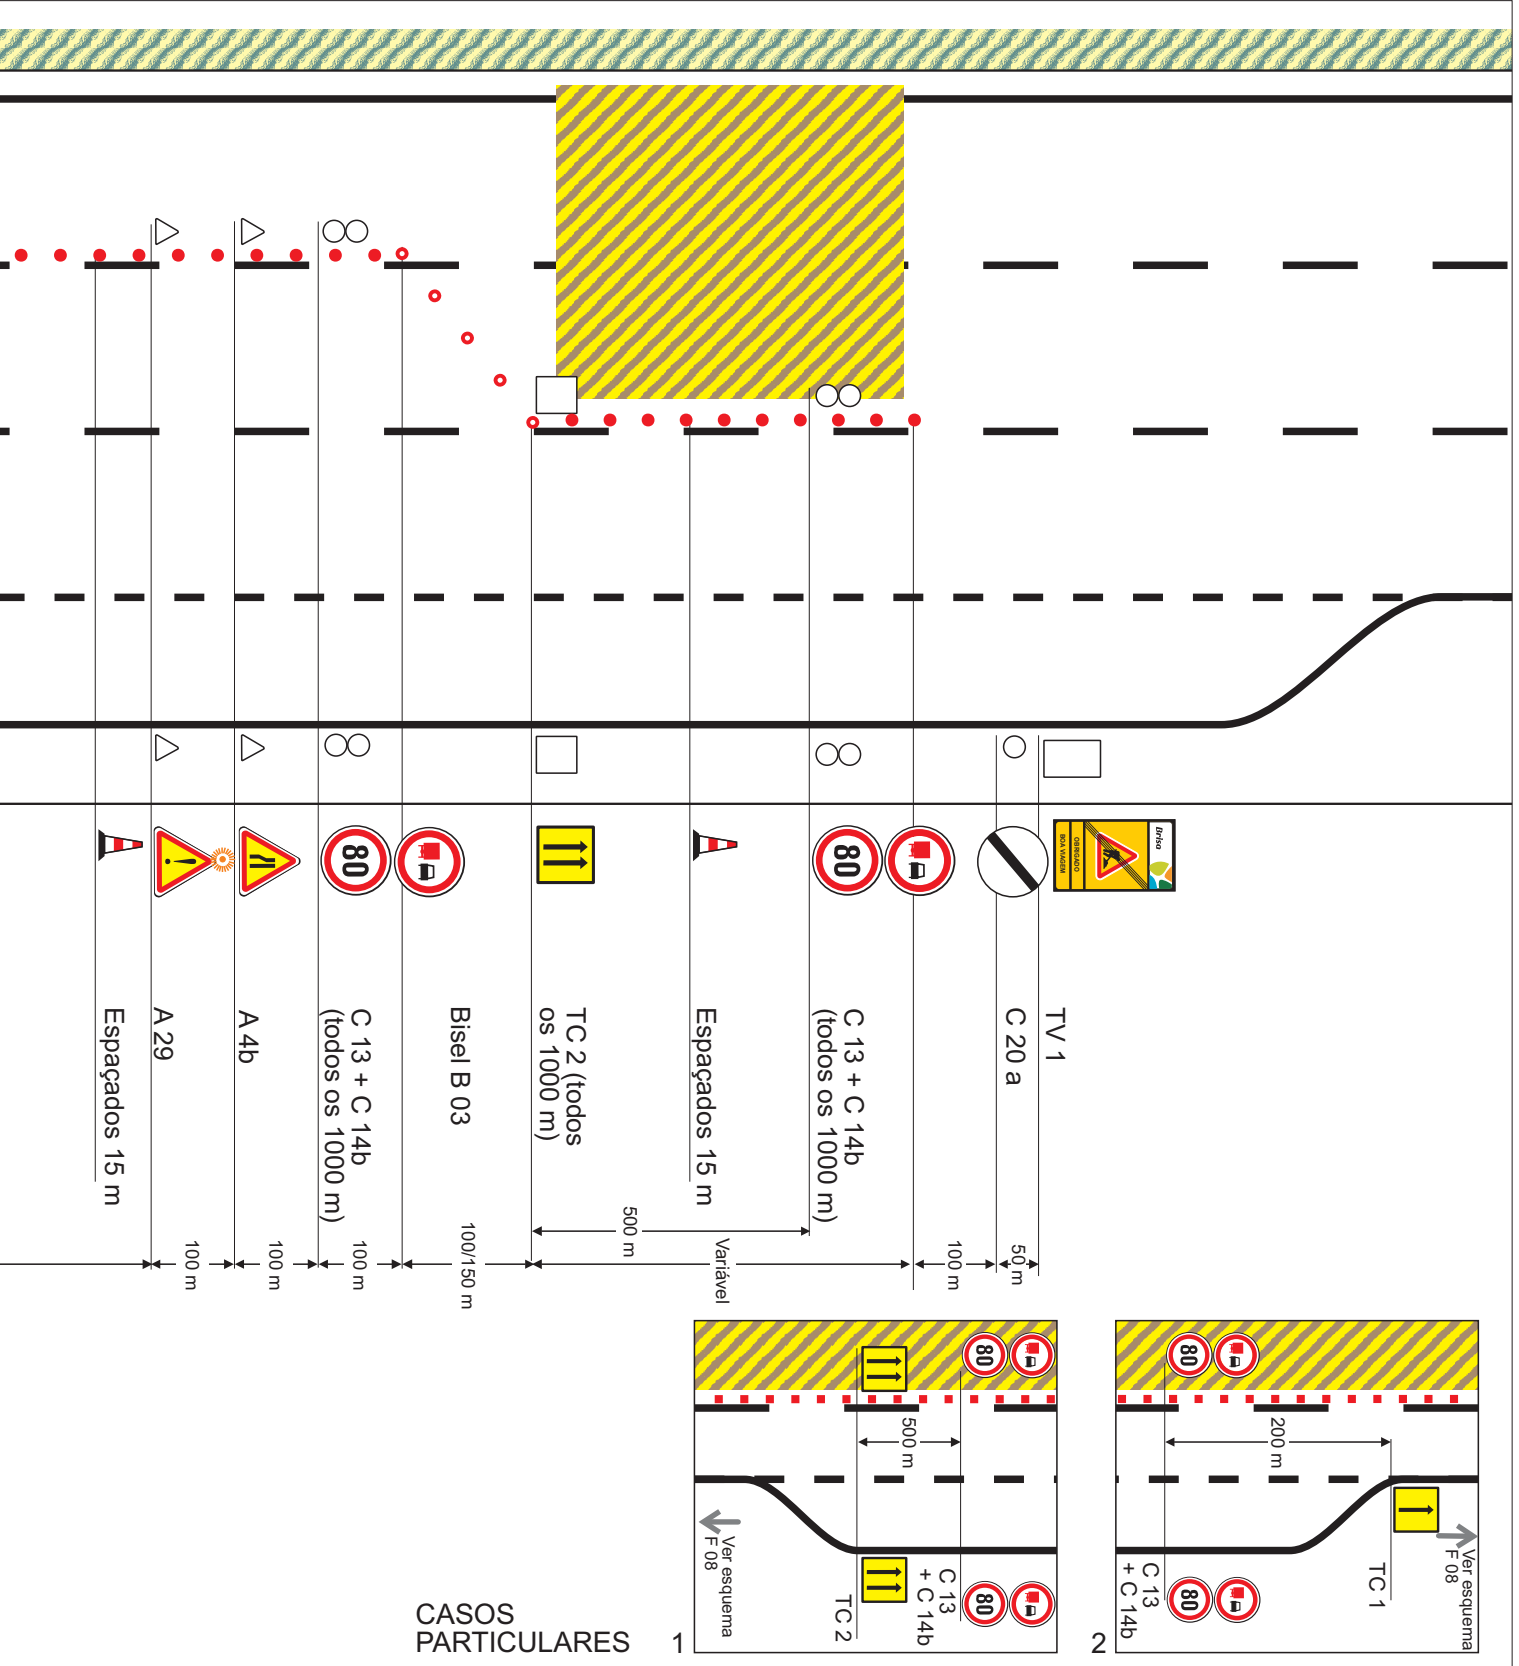 Brisa
OBRIGADO
BOA VIAGEM
TV 1
C 20 a
80
C 13 + C 14b
(todos os 1000 m)
Espaçados 15 m
TC 2 (todos
os 1000 m)
Bisel B 03
80
C 13 + C 14b
(todos os 1000 m)
A 4b
A 29
Espaçados 15 m
50 m
100 m
Variável
500 m
100/150 m
100 m
100 m
100 m
80
80
500 m
C 13
+ C 14b
TC 2
Ver esquema
F 08
1
80
80
200 m
TC 1
C 13
+ C 14b
Ver esquema
F 08
2
CASOS
PARTICULARES